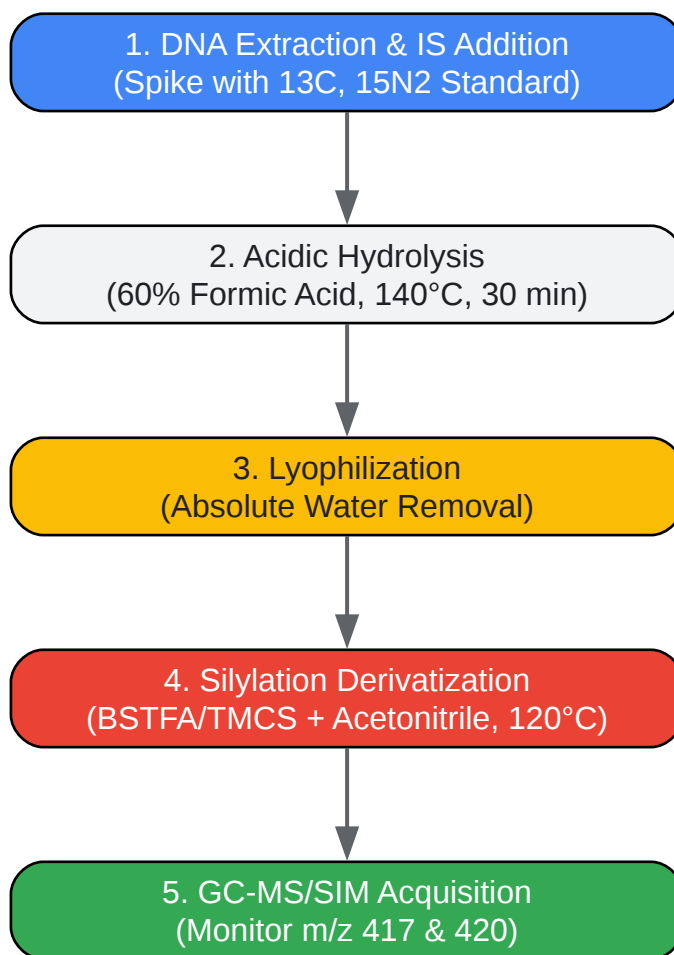 1. DNA Extraction & IS Addition
(Spike with 13C, 15N2 Standard)
2. Acidic Hydrolysis
(60% Formic Acid, 140°C, 30 min)
3. Lyophilization
(Absolute Water Removal)
4. Silylation Derivatization
(BSTFA/TMCS + Acetonitrile, 120°C)
5. GC-MS/SIM Acquisition
(Monitor m/z 417 & 420)